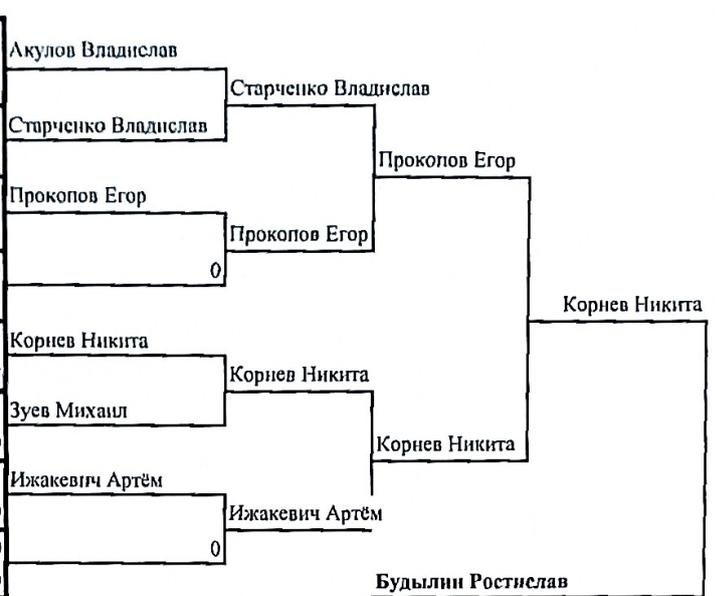 Акулов Владислав
Старченко Владислав
Старченко Владислав
Прокопов Егор
Прокопов Егор
Прокопов Егор
0
Корнев Никита
Корнев Никита
Корнев Никита
Зуев Михаил
Корнев Никита
Ижакевич Артём
Ижакевич Артём
0
Будылин Ростислав